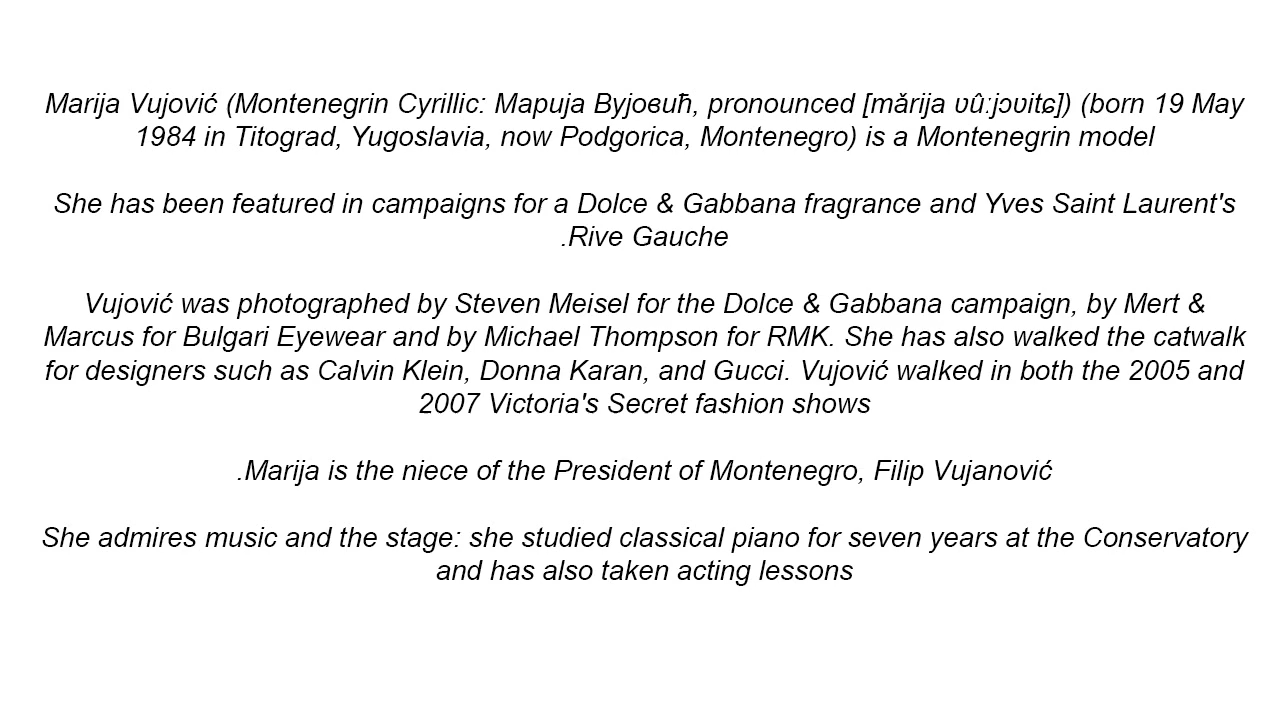 Marija Vujović (Montenegrin Cyrillic: Марија Вујовић, pronounced [mǎrija ʋûːjɔʋitɕ]) (born 19 May
1984 in Titograd, Yugoslavia, now Podgorica, Montenegro) is a Montenegrin model
She has been featured in campaigns for a Dolce & Gabbana fragrance and Yves Saint Laurent's
.Rive Gauche
Vujović was photographed by Steven Meisel for the Dolce & Gabbana campaign, by Mert &
Marcus for Bulgari Eyewear and by Michael Thompson for RMK. She has also walked the catwalk
for designers such as Calvin Klein, Donna Karan, and Gucci. Vujović walked in both the 2005 and
2007 Victoria's Secret fashion shows
.Marija is the niece of the President of Montenegro, Filip Vujanović
She admires music and the stage: she studied classical piano for seven years at the Conservatory
and has also taken acting lessons